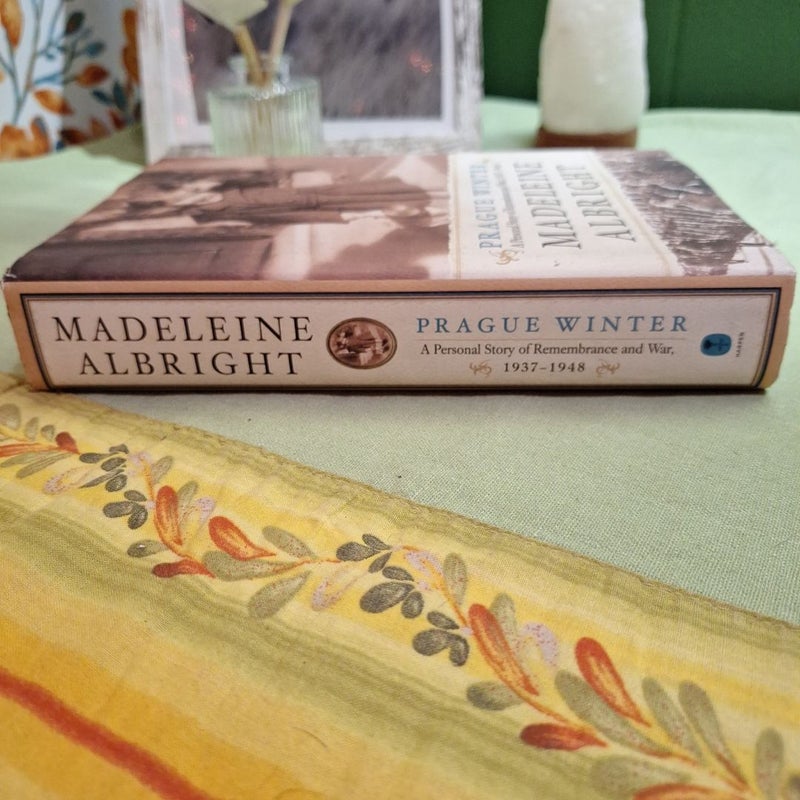 PRAGUE WINTER
MADELEINE
ALBRIGHT
MADELEINE
ALBRIGHT
PRAGUE WINTER
A Personal Story of Remembrance and War,
1937–1948
HARPER